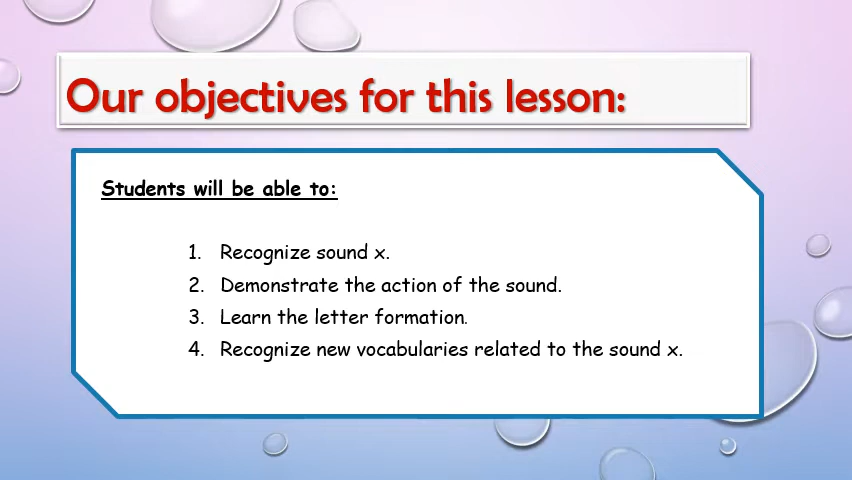 Our objectives for this lesson:
Students will be able to:
1. Recognize sound x.
2. Demonstrate the action of the sound.
3. Learn the letter formation.
4. Recognize new vocabularies related to the sound x.